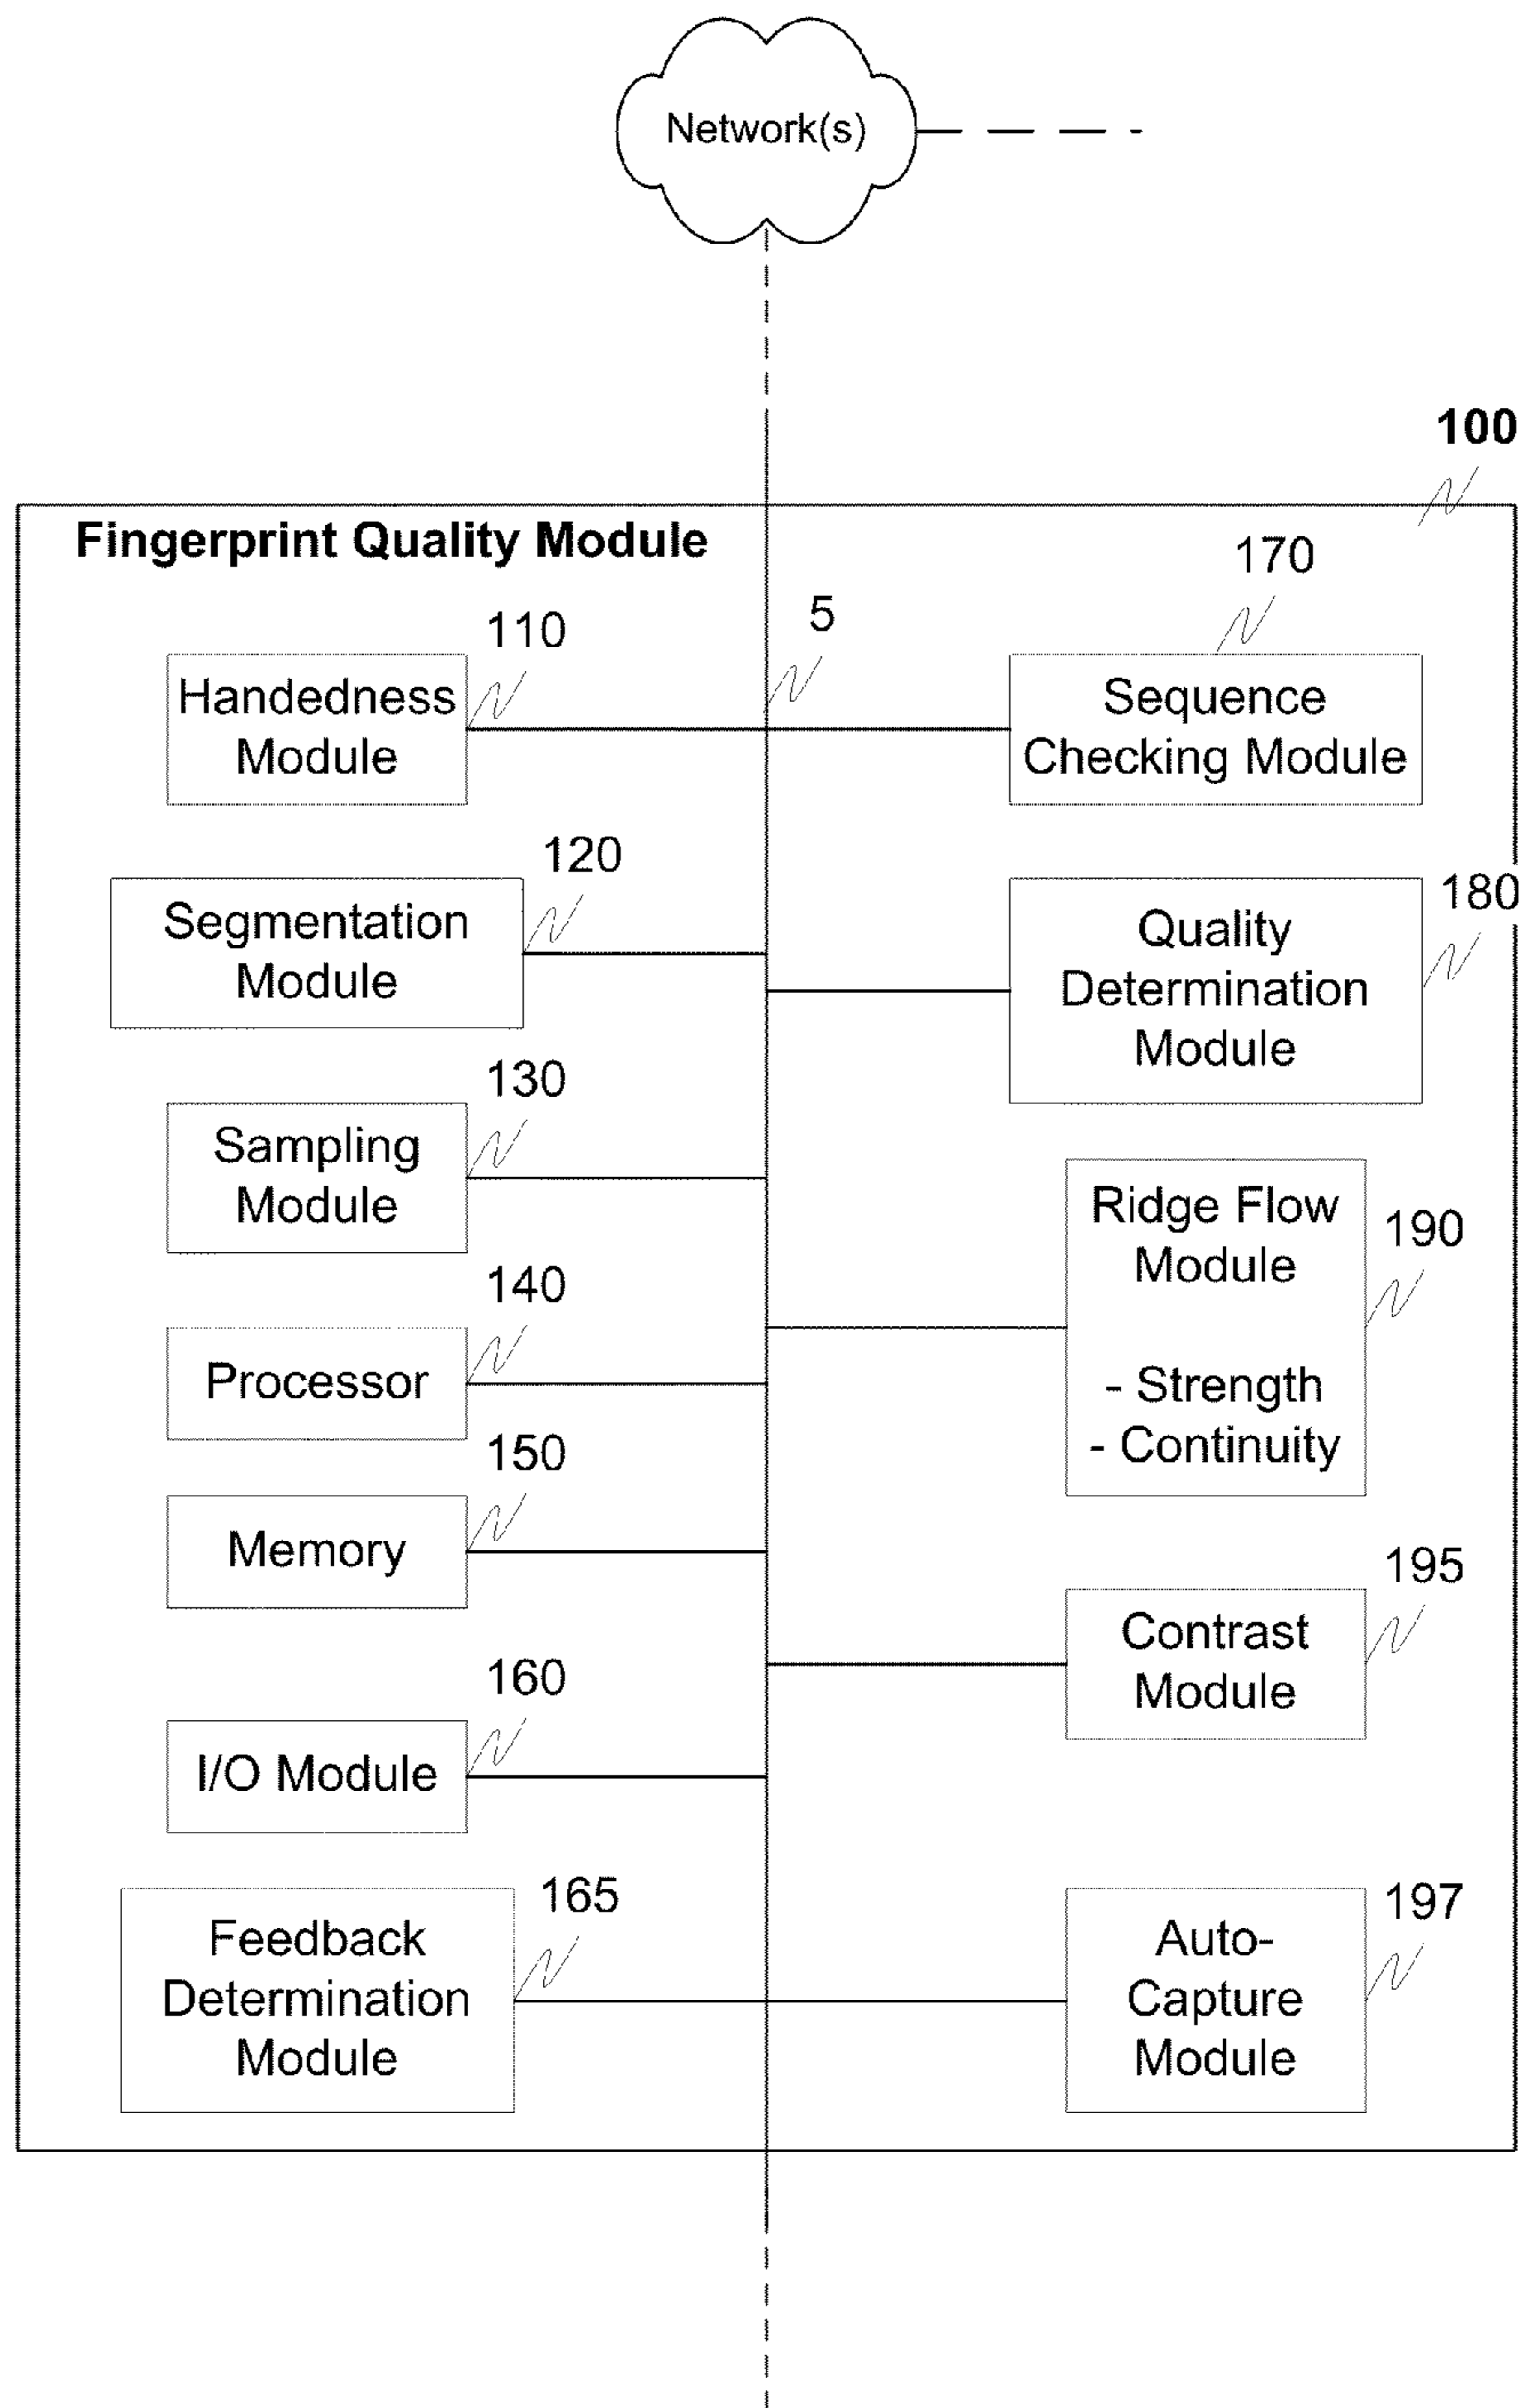 Network(s)
100
Fingerprint Quality Module
110
Handedness
Module
5
170
Sequence
Checking Module
120
Segmentation
Module
180
Quality
Determination
Module
130
Sampling
Module
190
Ridge Flow
Module
- Strength
- Continuity
140
Processor
150
Memory
195
Contrast
Module
160
I/O Module
165
Feedback
Determination
Module
197
Auto-
Capture
Module